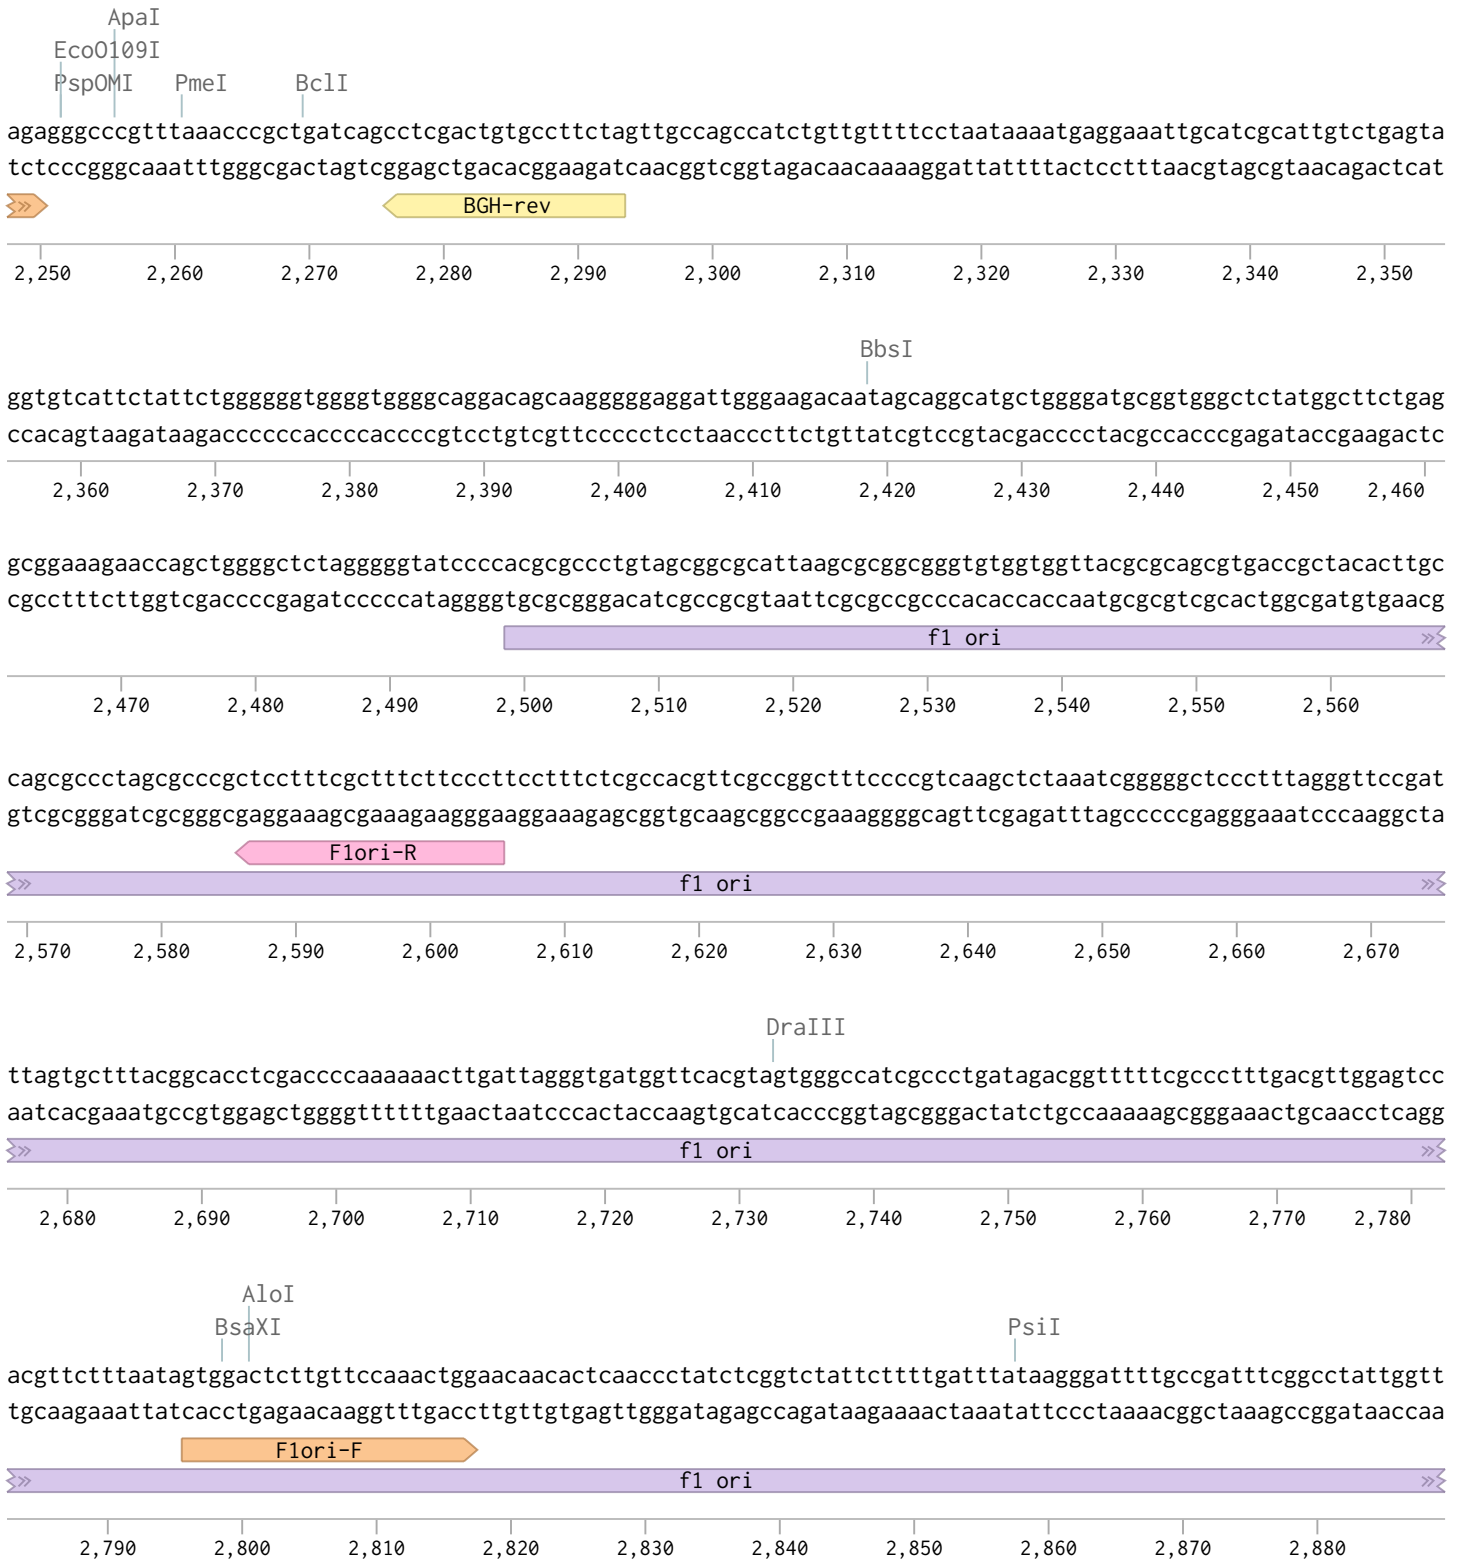 ApaI
EcoO109I
PspOMI PmeI BclI
agagggcccgtttaaacccgctgatcagcctcgactgtgccttctagttgccagccatctgttgttttcctaataaaatgaggaaattgcatcgcattgtctgagta
tctcccgggcaaatttgggcgactagtcggagctgacacggaagatcaacggtcggtagacaacaaaaggattattttactcctttaacgtagcgtaacagactcat
BGH-rev
2,250 2,260 2,270 2,280 2,290 2,300 2,310 2,320 2,330 2,340 2,350
BbsI
ggtgtcattctattctggggggtggggtggggcaggacagcaagggggaggattgggaagacaatagcaggcatgctggggatgcggtgggctctatggcttctgag
ccacagtaagataagaccccccaccccaccccgtcctgtcgttccccctcctaacccttctgttatcgtccgtacgacccctacgccacccgagataccgaagactc
2,360 2,370 2,380 2,390 2,400 2,410 2,420 2,430 2,440 2,450 2,460
gcggaaagaaccagctggggctctagggggtatccccacgcgccctgtagcggcgcattaagcgcggcgggtgtggtggttacgcgcagcgtgaccgctacacttgc
cgcctttcttggtcgaccccgagatcccccataggggtgcgcgggacatcgccgcgtaattcgcgccgcccacaccaccaatgcgcgtcgcactggcgatgtgaacg
f1 ori
2,470 2,480 2,490 2,500 2,510 2,520 2,530 2,540 2,550 2,560
cagcgccctagcgcccgctcctttcgctttcttcccttcctttctcgccacgttcgccggctttccccgtcaagctctaaatcgggggctccctttagggttccgat
gtcgcgggatcgcgggcgaggaaagcgaaagaagggaaggaaagagcggtgcaagcggccgaaaggggcagttcgagatttagcccccgagggaaatcccaaggcta
F1ori-R
f1 ori
2,570 2,580 2,590 2,600 2,610 2,620 2,630 2,640 2,650 2,660 2,670
DraIII
ttagtgctttacggcacctcgaccccaaaaaacttgattagggtgatggttcacgtagtgggccatcgccctgatagacggtttttcgccctttgacgttggagtcc
aatcacgaaatgccgtggagctggggttttttgaactaatcccactaccaagtgcatcacccggtagcgggactatctgccaaaaagcgggaaactgcaacctcagg
f1 ori
2,680 2,690 2,700 2,710 2,720 2,730 2,740 2,750 2,760 2,770 2,780
AloI
BsaXI PsiI
acgttctttaatagtggactcttgttccaaactggaacaacactcaaccctatctcggtctattcttttgatttataagggattttgccgatttcggcctattggtt
tgcaagaaattatcacctgagaacaaggtttgaccttgttgtgagttgggatagagccagataagaaaactaaatattccctaaaacggctaaagccggataaccaa
F1ori-F
f1 ori
2,790 2,800 2,810 2,820 2,830 2,840 2,850 2,860 2,870 2,880